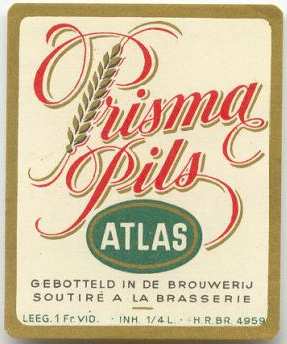 Prisma
Pils
ATLAS
GEBOTTELD IN DE BROUWERIJ
SOUTIRÉ A LA BRASSERIE
LEEG. 1 Fr. VID. - INH. 1/4 L. - H.R.BR. 4959